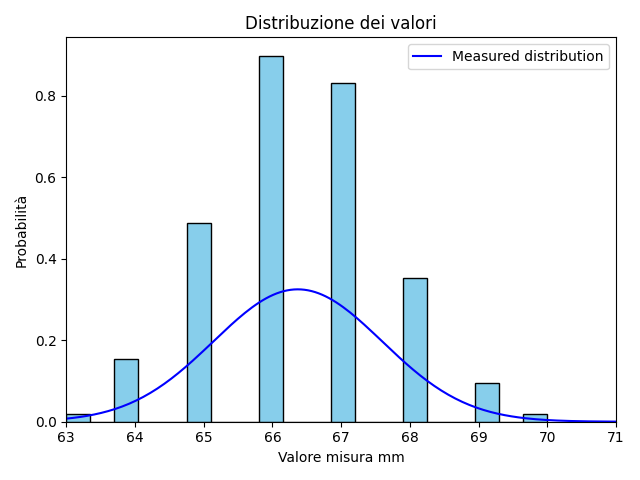 Distribuzione dei valori
Measured distribution
Probabilità
0.8
0.6
0.4
0.2
0.0
63 64 65 66 67 68 69 70 71
Valore misura mm